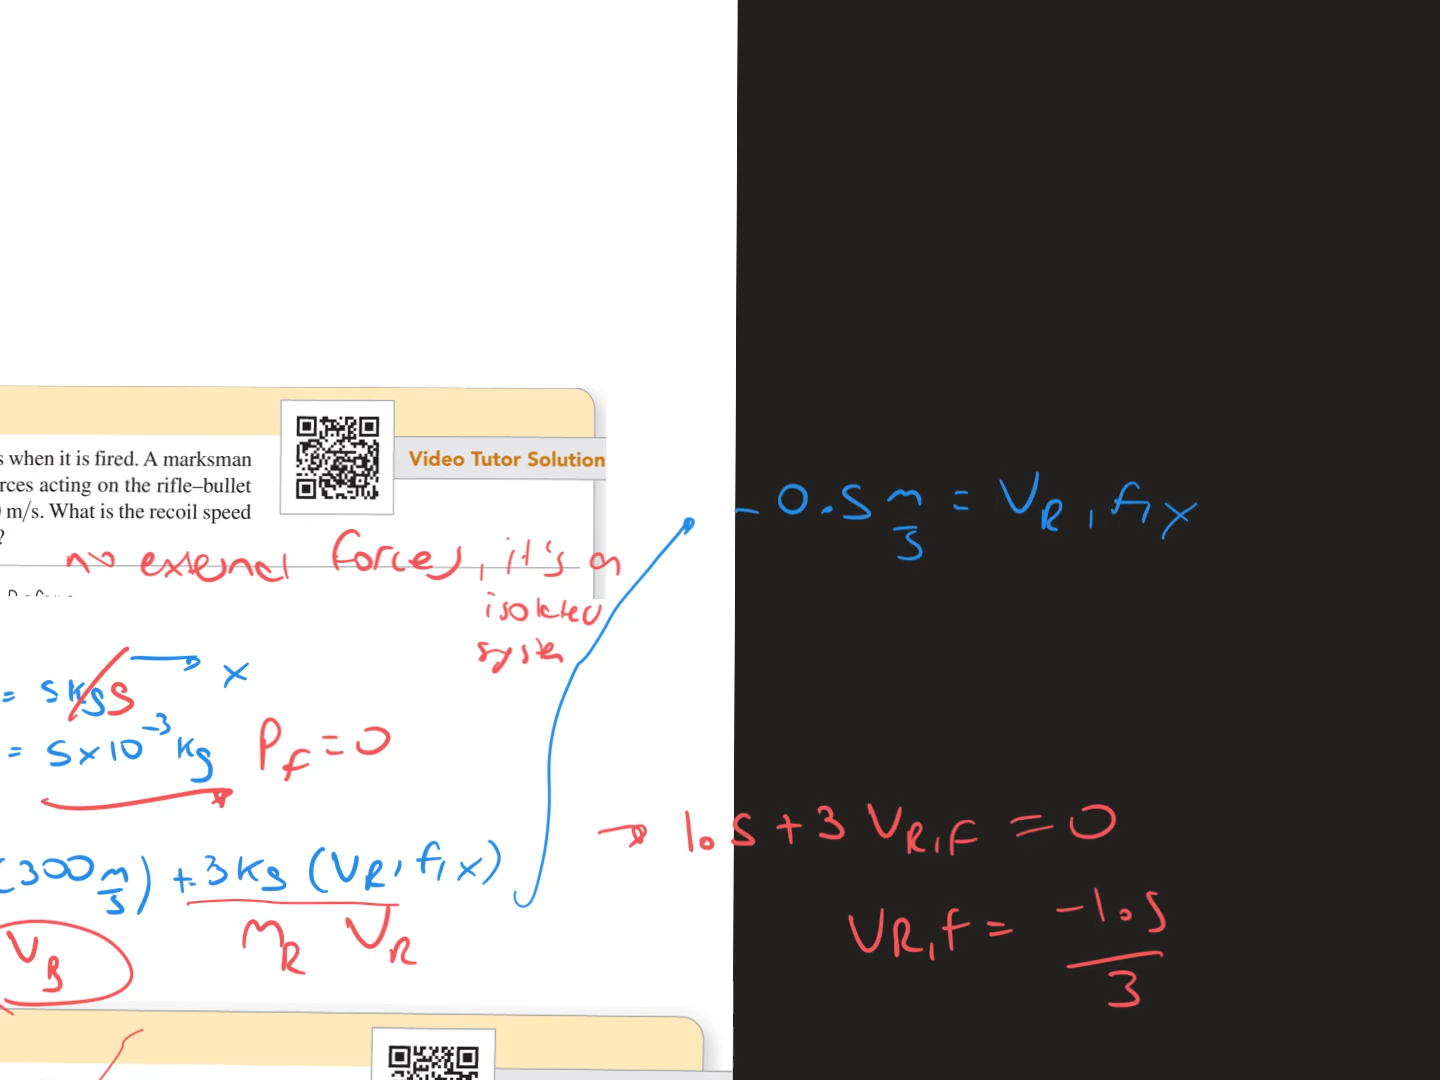 s when it is fired. A marksman
rces acting on the rifle–bullet
m/s. What is the recoil speed
?
Video Tutor Solution
no external forces, it's an
isolated
system
= 5kgs
x
= 5×10⁻³ kg
P_f = 0
(300 m/s) + 3kg (V_R,f,x)
m_R V_R
V_B
- 0.5 m/s = V_R,f,x
→ 1.5 + 3 V_R,f = 0
V_R,f = -1.5/3